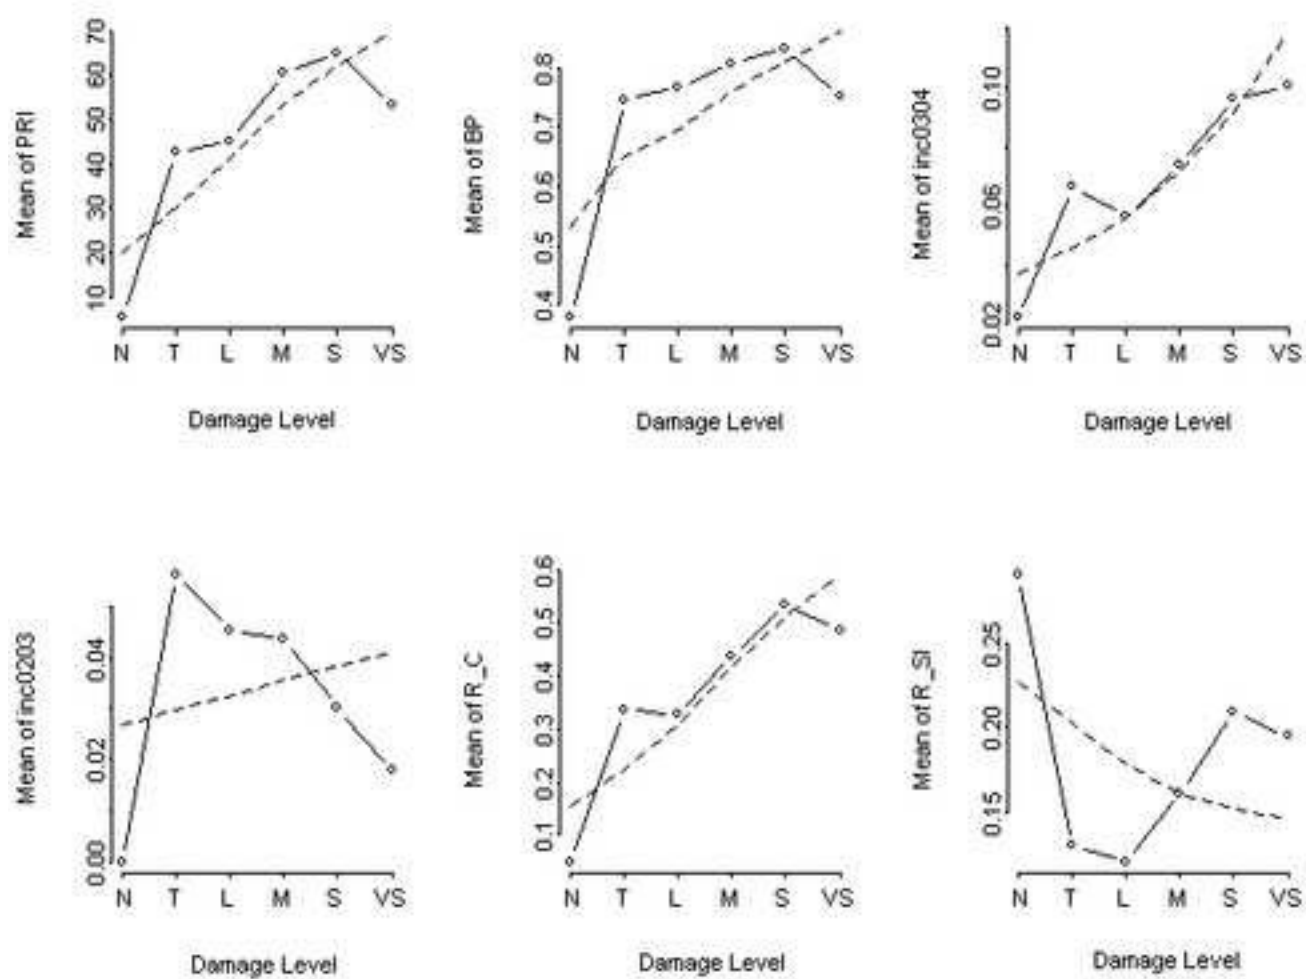 Mean of PRI
70
60
50
40
30
20
10
N T L M S VS
Damage Level
Mean of BP
0.8
0.7
0.6
0.5
0.4
N T L M S VS
Damage Level
Mean of inc0304
0.10
0.06
0.02
N T L M S VS
Damage Level
Mean of inc0203
0.04
0.02
0.00
N T L M S VS
Damage Level
Mean of R_C
0.6
0.5
0.4
0.3
0.2
0.1
N T L M S VS
Damage Level
Mean of R_SI
0.25
0.20
0.15
N T L M S VS
Damage Level